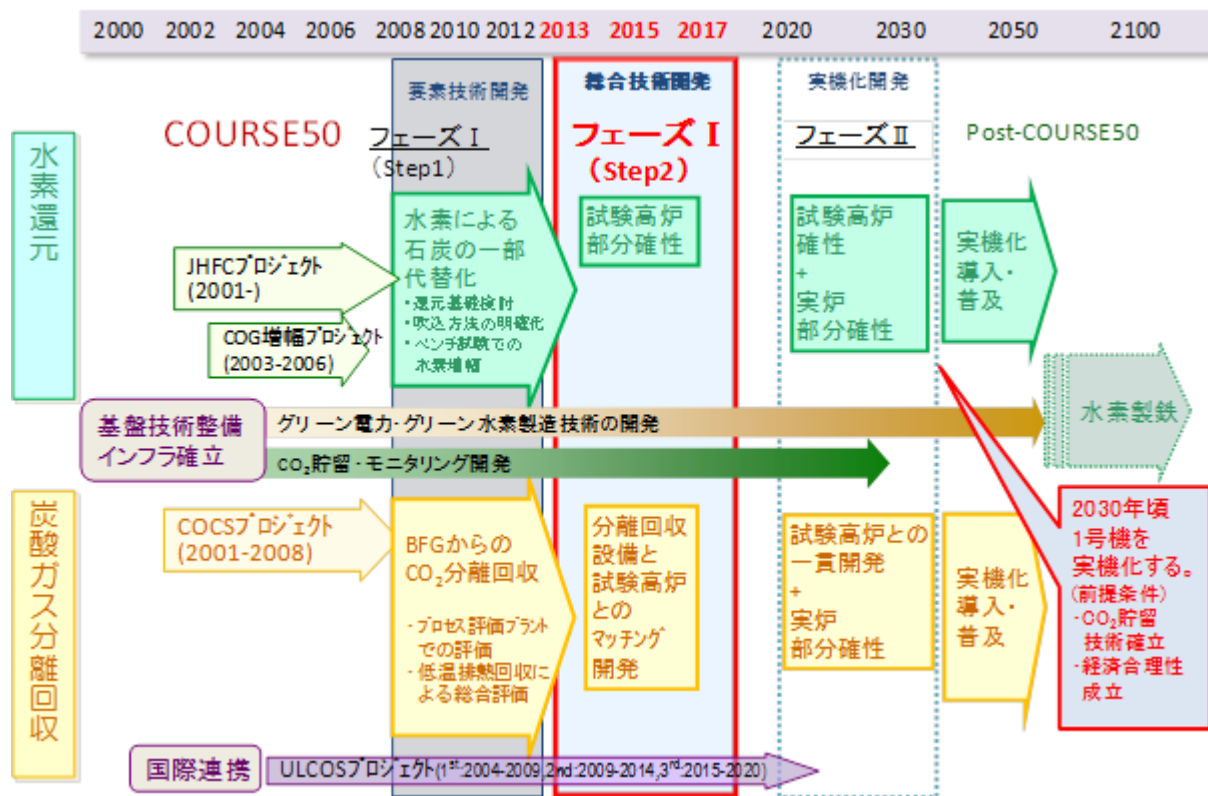 2000 2002 2004 2006 2008 2010 2012 2013 2015 2017 2020 2030 2050 2100
要素技術開発
総合技術開発
実機化開発
COURSE50
フェーズⅠ
(Step1)
フェーズⅠ
(Step2)
フェーズⅡ
Post-COURSE50
水素還元
JHFCプロジェクト
(2001-)
COG増幅プロジェクト
(2003-2006)
水素による
石炭の一部
代替化
・還元基礎検討
・吹込方法の明確化
・ベンチ試験での
水素増幅
試験高炉
部分確性
試験高炉
確性
+
実炉
部分確性
実機化
導入・
普及
水素製鉄
基盤技術整備
インフラ確立
グリーン電力・グリーン水素製造技術の開発
CO₂貯留・モニタリング開発
炭酸ガス分離回収
COCSプロジェクト
(2001-2008)
BFGからの
CO₂分離回収
・プロセス評価プラント
での評価
・低温排熱回収に
よる総合評価
分離回収
設備と
試験高炉
との
マッチング
開発
試験高炉との
一貫開発
+
実炉
部分確性
実機化
導入・
普及
2030年頃
1号機を
実機化する。
(前提条件)
・CO₂貯留
技術確立
・経済合理性
成立
国際連携
ULCOSプロジェクト(1st:2004-2009,2nd:2009-2014,3rd:2015-2020)